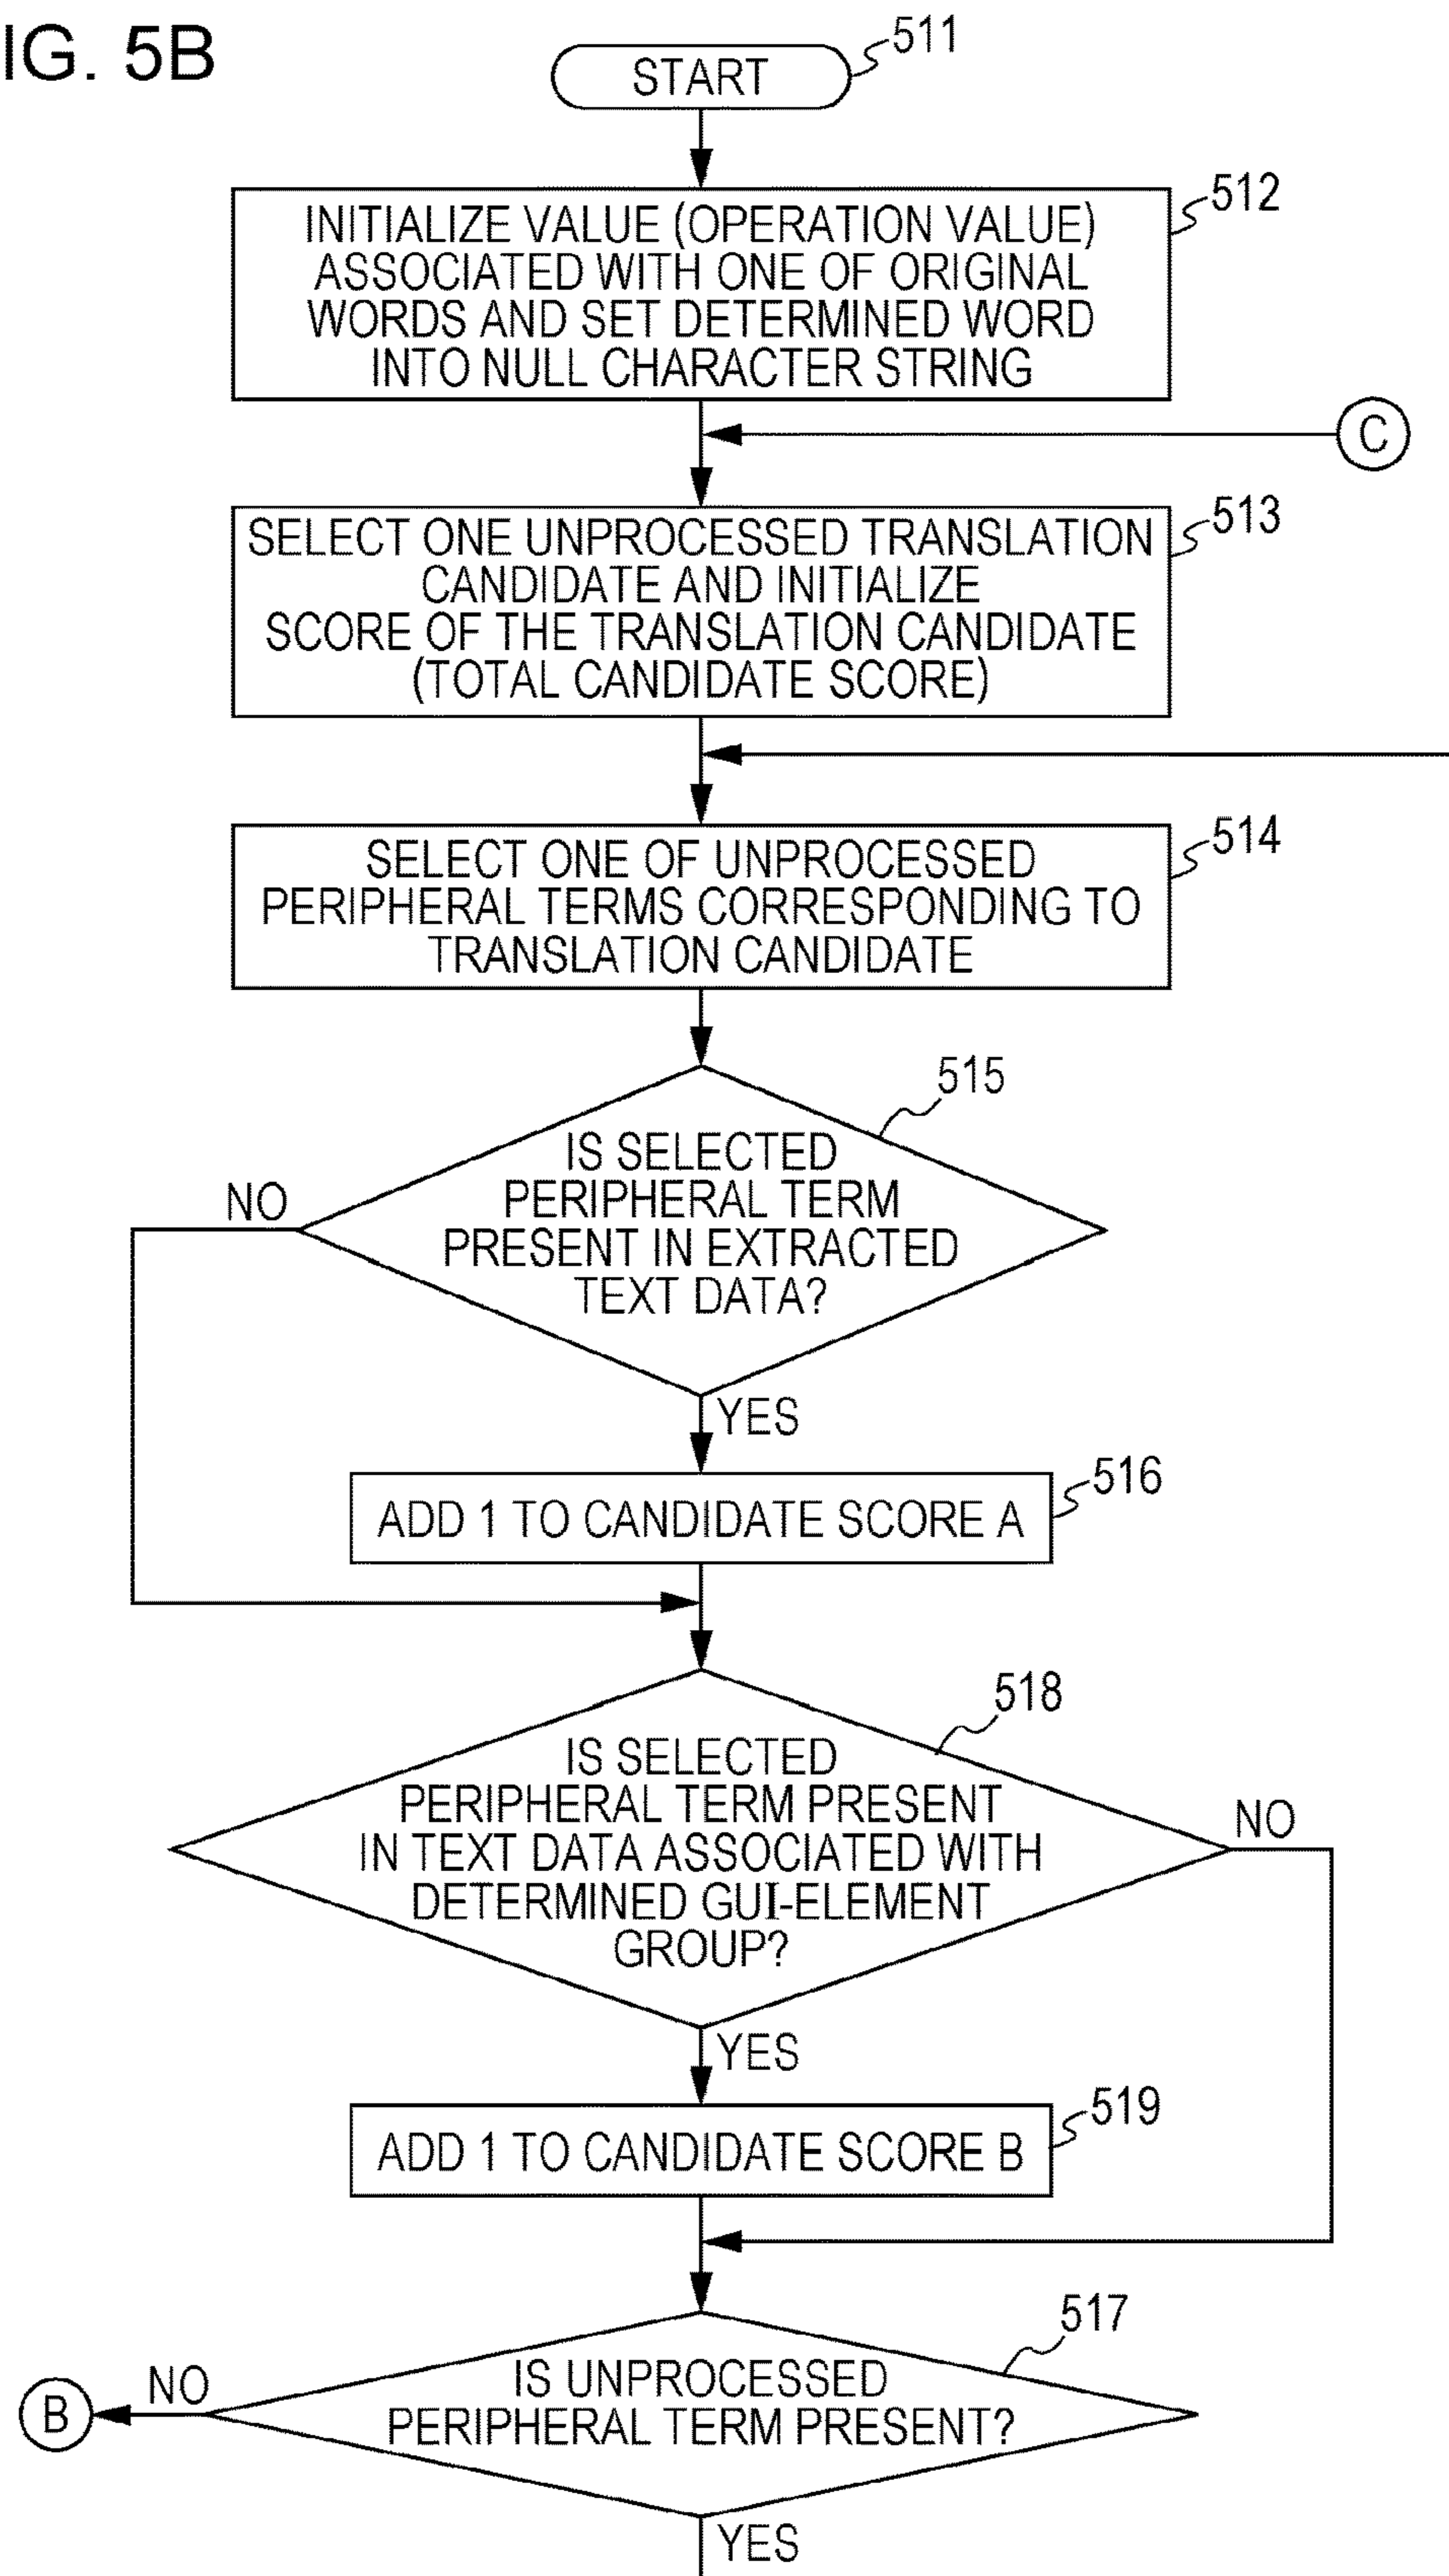 IG. 5B
START
511
INITIALIZE VALUE (OPERATION VALUE)
ASSOCIATED WITH ONE OF ORIGINAL
WORDS AND SET DETERMINED WORD
INTO NULL CHARACTER STRING
512
C
SELECT ONE UNPROCESSED TRANSLATION
CANDIDATE AND INITIALIZE
SCORE OF THE TRANSLATION CANDIDATE
(TOTAL CANDIDATE SCORE)
513
SELECT ONE OF UNPROCESSED
PERIPHERAL TERMS CORRESPONDING TO
TRANSLATION CANDIDATE
514
IS SELECTED
PERIPHERAL TERM
PRESENT IN EXTRACTED
TEXT DATA?
515
NO
YES
ADD 1 TO CANDIDATE SCORE A
516
IS SELECTED
PERIPHERAL TERM PRESENT
IN TEXT DATA ASSOCIATED WITH
DETERMINED GUI-ELEMENT
GROUP?
518
NO
YES
ADD 1 TO CANDIDATE SCORE B
519
IS UNPROCESSED
PERIPHERAL TERM PRESENT?
517
NO
B
YES